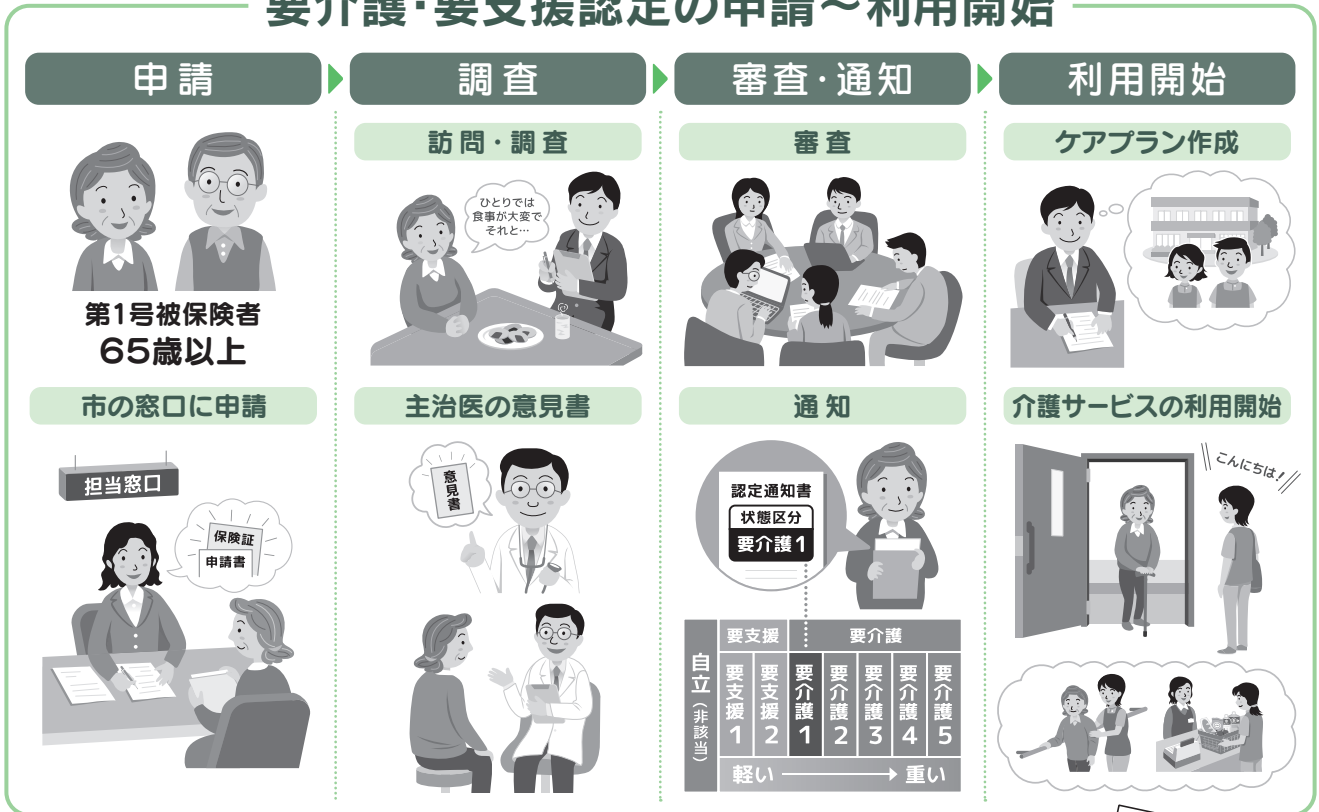 要介護・要支援認定の申請～利用開始
申請
調査
審査・通知
利用開始
第1号被保険者
65歳以上
市の窓口に申請
担当窓口
保険証
申請書
訪問・調査
ひとりでは
食事が大変で
それと…
主治医の意見書
意見書
審査
通知
認定通知書
状態区分
要介護1
自立（非該当）
要支援
要介護
要支援1
要支援2
要介護1
要介護2
要介護3
要介護4
要介護5
軽い
重い
ケアプラン作成
介護サービスの利用開始
こんにちは！